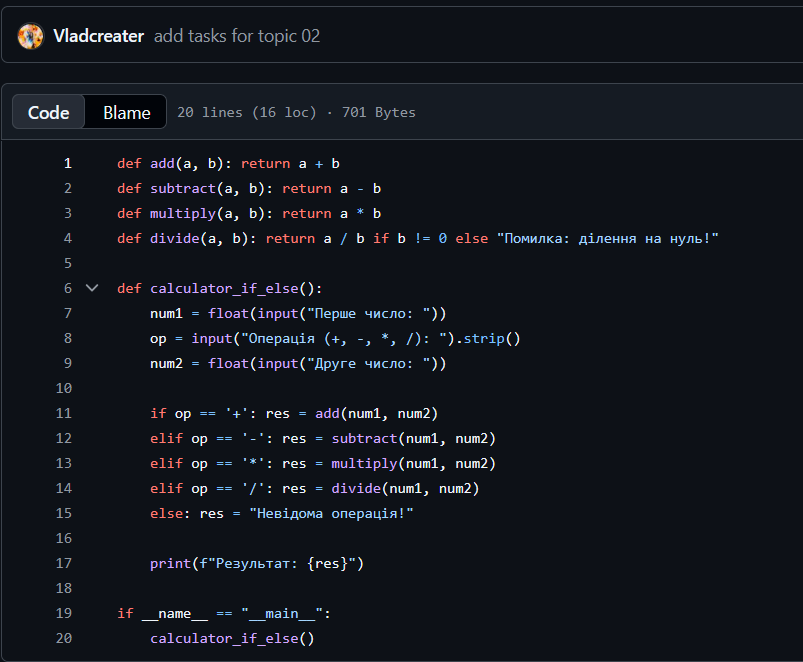 Vladcreater add tasks for topic 02
Code Blame 20 lines (16 loc) · 701 Bytes
1 def add(a, b): return a + b
2 def subtract(a, b): return a - b
3 def multiply(a, b): return a * b
4 def divide(a, b): return a / b if b != 0 else "Помилка: ділення на нуль!"
5
6 def calculator_if_else():
7 num1 = float(input("Перше число: "))
8 op = input("Операція (+, -, *, /): ").strip()
9 num2 = float(input("Друге число: "))
10
11 if op == '+': res = add(num1, num2)
12 elif op == '-': res = subtract(num1, num2)
13 elif op == '*': res = multiply(num1, num2)
14 elif op == '/': res = divide(num1, num2)
15 else: res = "Невідома операція!"
16
17 print(f"Результат: {res}")
18
19 if __name__ == "__main__":
20 calculator_if_else()